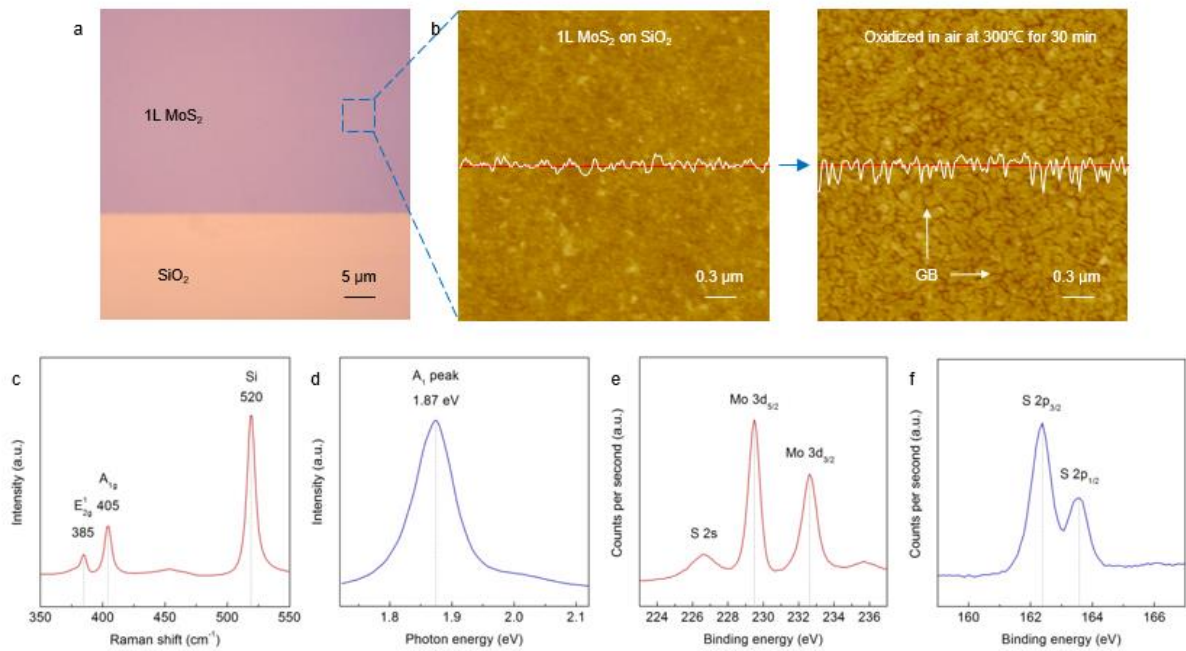 a
1L MoS₂
SiO₂
5 µm
b
1L MoS₂ on SiO₂
0.3 µm
Oxidized in air at 300℃ for 30 min
GB
0.3 µm
c
Si
520
A₁g
405
E¹₂g
385
Intensity (a.u.)
350 400 450 500 550
Raman shift (cm⁻¹)
d
A₁ peak
1.87 eV
Intensity (a.u.)
1.8 1.9 2.0 2.1
Photon energy (eV)
e
Mo 3d₅/₂
Mo 3d₃/₂
S 2s
Counts per second (a.u.)
224 226 228 230 232 234 236
Binding energy (eV)
f
S 2p₃/₂
S 2p₁/₂
Counts per second (a.u.)
160 162 164 166
Binding energy (eV)